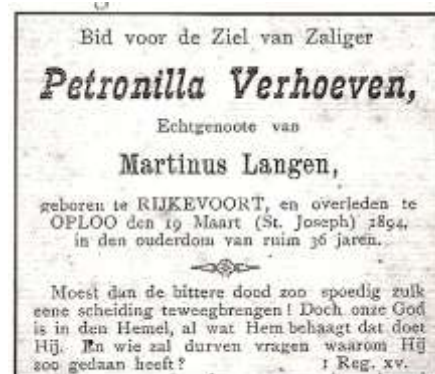 Bid voor de Ziel van Zaliger
Petronilla Verhoeven,
Echtgenoote van
Martinus Langen,
geboren te RIJKEVOORT, en overleden te
OPLOO den 19 Maart (St. Joseph) 1894,
in den ouderdom van ruim 36 jaren.
Moest dan de bittere dood zoo spoedig zulk
eene scheiding teweegbrengen! Doch onze God
is in den Hemel, al wat Hem behaagt dat doet
Hij. En wie zal durven vragen waarom Hij
zoo gedaan heeft? 1 Reg. xv.